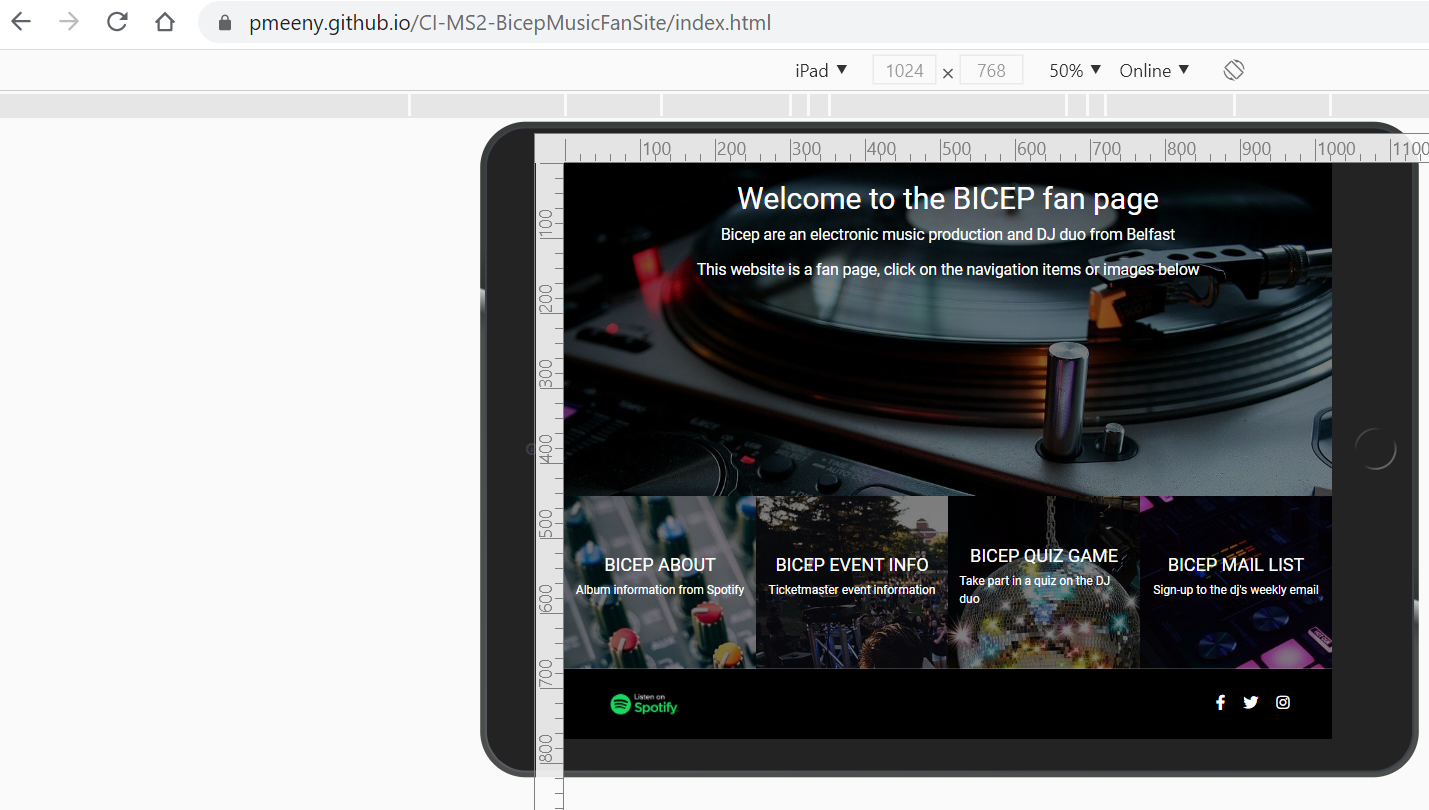 pmeeny.github.io/CI-MS2-BicepMusicFanSite/index.html
iPad ▼ 1024 × 768 50% ▼ Online ▼
100 200 300 400 500 600 700 800 900 1000 1100
100
200
300
400
500
600
700
800
Welcome to the BICEP fan page
Bicep are an electronic music production and DJ duo from Belfast
This website is a fan page, click on the navigation items or images below
BICEP ABOUT
Album information from Spotify
BICEP EVENT INFO
Ticketmaster event information
BICEP QUIZ GAME
Take part in a quiz on the DJ
duo
BICEP MAIL LIST
Sign-up to the dj's weekly email
Listen on
Spotify